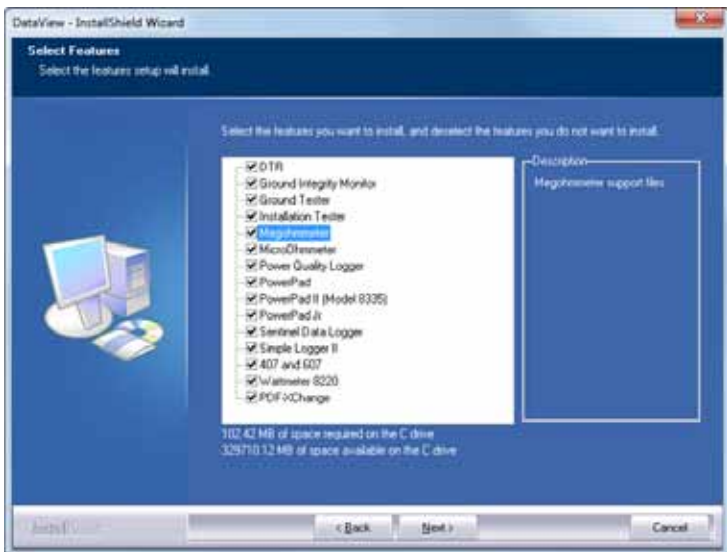 DataView - InstallShield Wizard
Select Features
Select the features setup will install.
Select the features you want to install, and deselect the features you do not want to install.
DTR
Ground Integrity Monitor
Ground Tester
Installation Tester
Megohmmeter
MicroOhmmeter
Power Quality Logger
PowerPad
PowerPad II (Model 8335)
PowerPad Jr
Sentinel Data Logger
Simple Logger II
407 and 607
Wattmeter 8220
PDF-XChange
Description
Megohmmeter support files
102.42 MB of space required on the C drive
329710.12 MB of space available on the C drive
< Back
Next >
Cancel